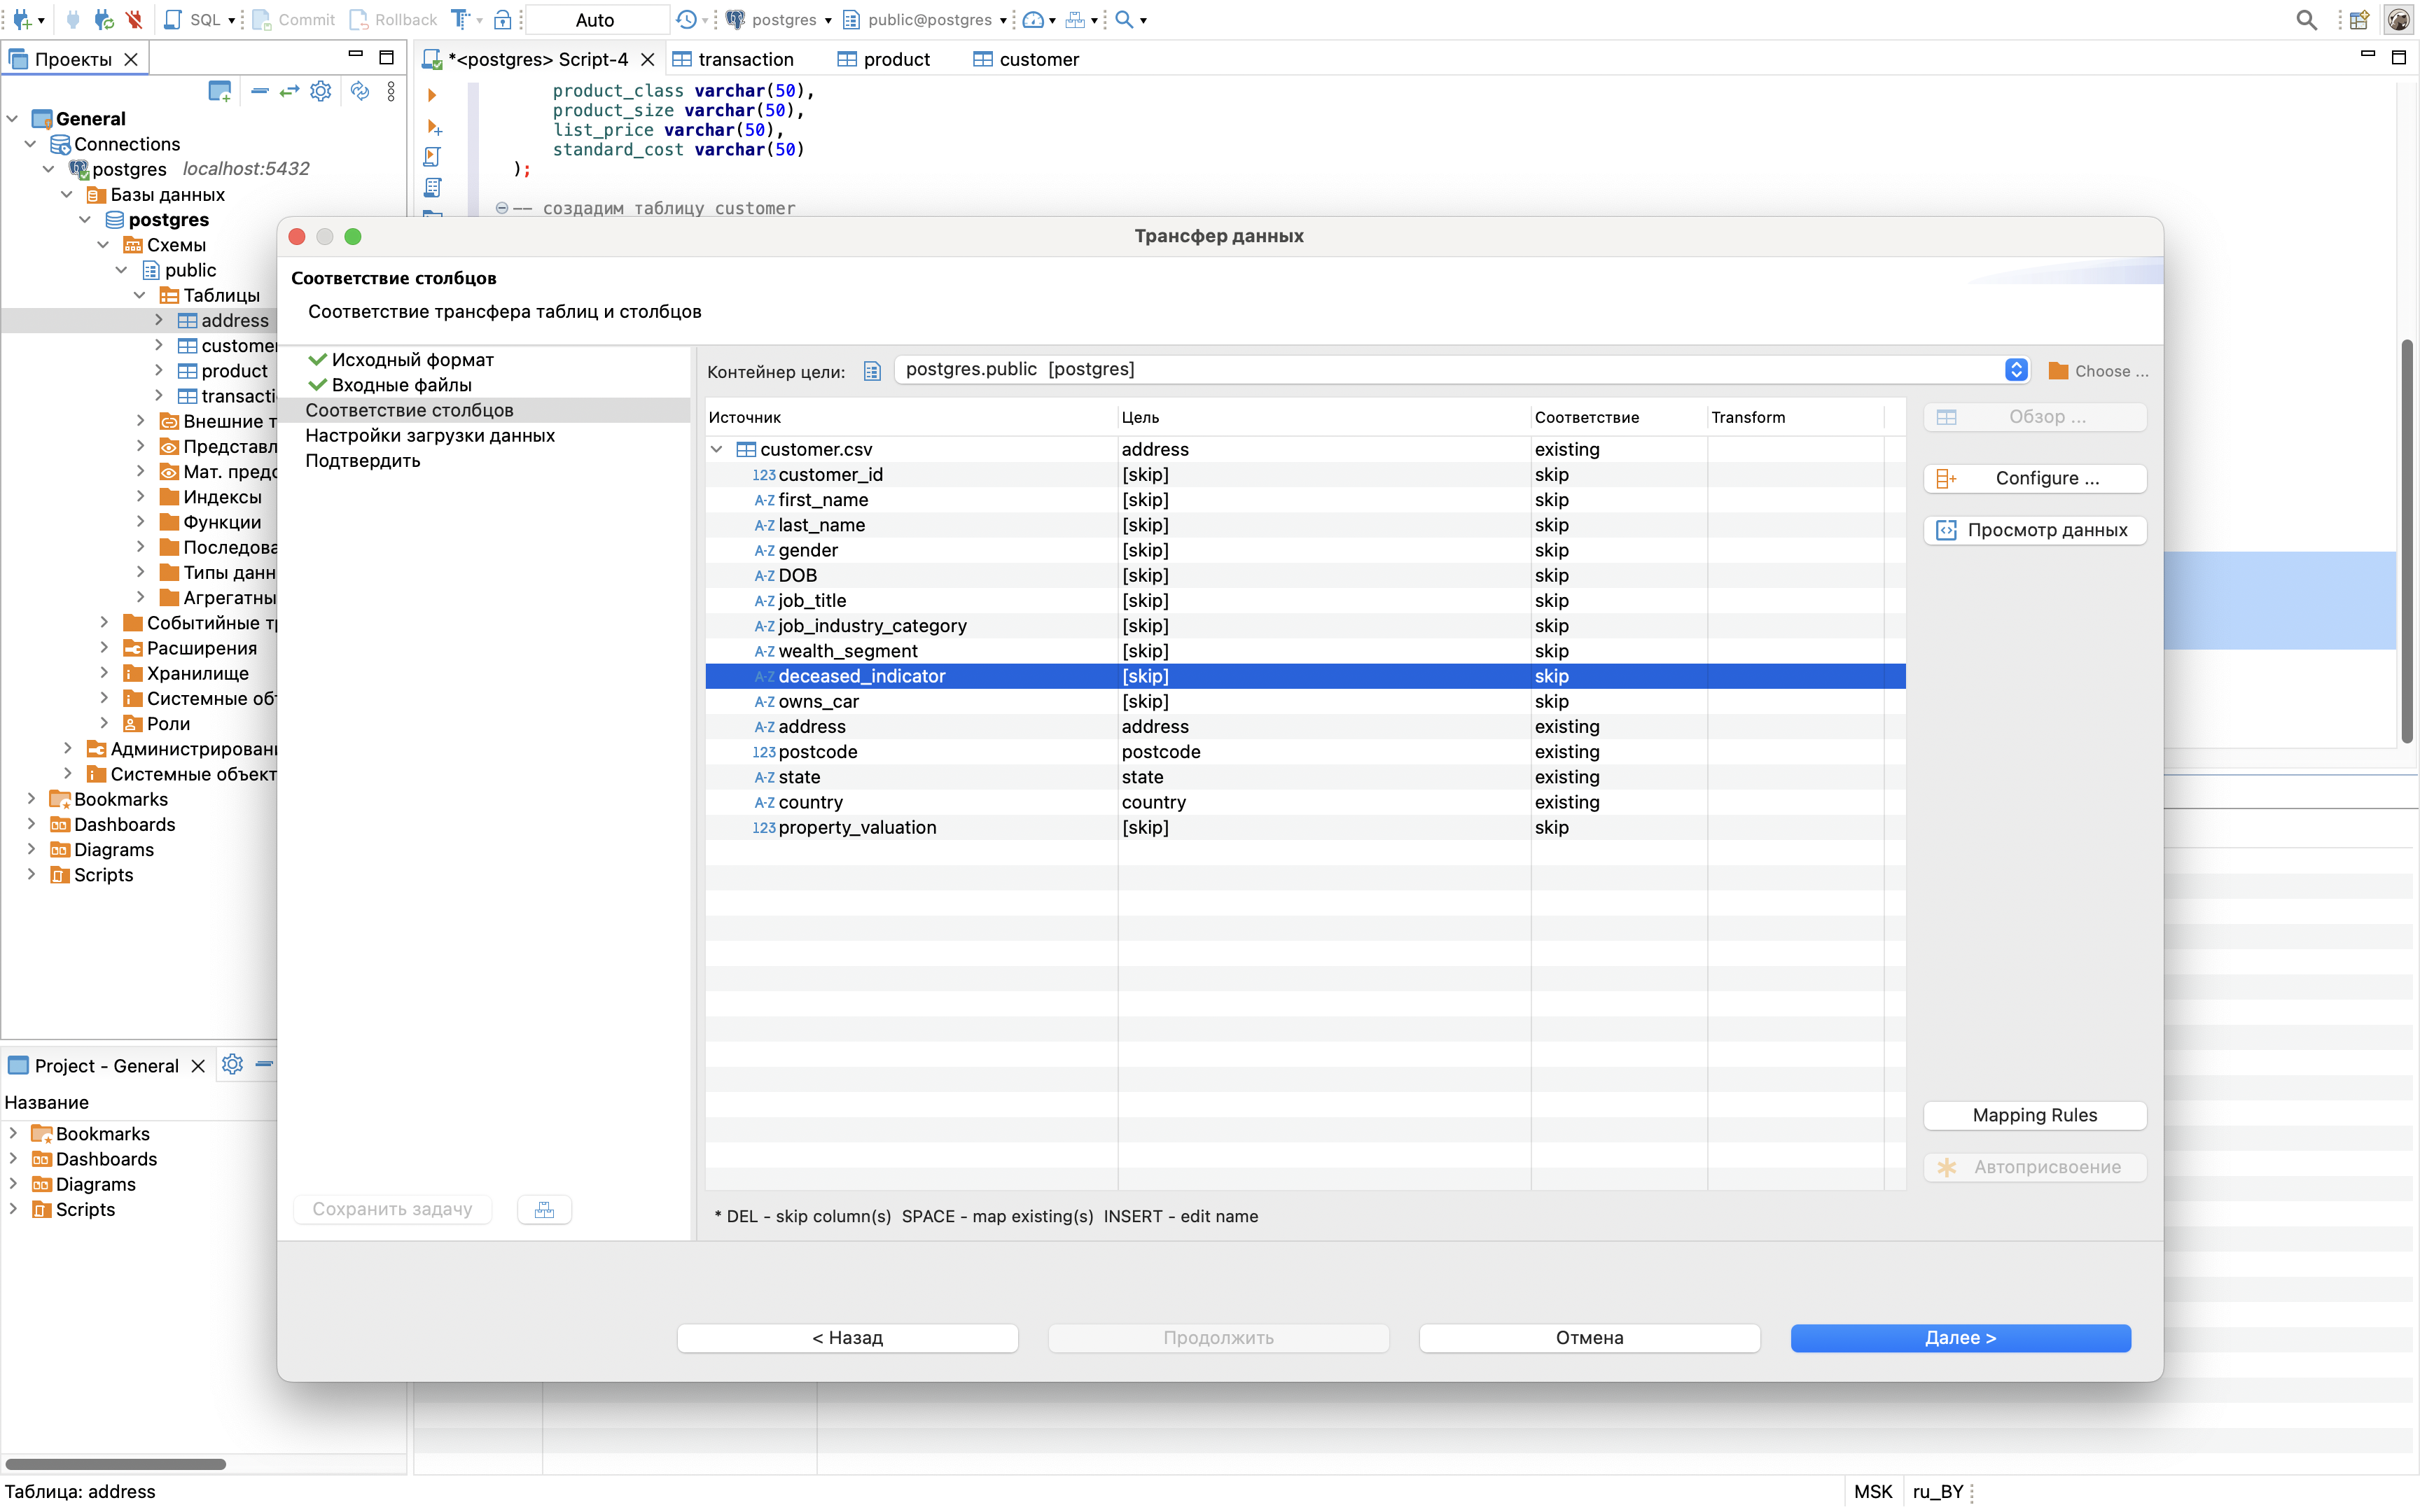 SQL Commit Rollback Auto postgres public@postgres
Проекты
*<postgres> Script-4 transaction product customer
General
Connections
postgres localhost:5432
Базы данных
postgres
Схемы
public
Таблицы
address
custome
product
transacti
Внешние т
Представл
Мат. предс
Индексы
Функции
Последова
Типы данн
Агрегатны
Событийные т
Расширения
Хранилище
Системные об
Роли
Администрирован
Системные объект
Bookmarks
Dashboards
Diagrams
Scripts
product_class varchar(50),
product_size varchar(50),
list_price varchar(50),
standard_cost varchar(50)
);
-- создадим таблицу customer
Трансфер данных
Соответствие столбцов
Соответствие трансфера таблиц и столбцов
Исходный формат
Входные файлы
Соответствие столбцов
Настройки загрузки данных
Подтвердить
Контейнер цели: postgres.public [postgres] Choose ...
Источник Цель Соответствие Transform
customer.csv address existing
123 customer_id [skip] skip
A-Z first_name [skip] skip
A-Z last_name [skip] skip
A-Z gender [skip] skip
A-Z DOB [skip] skip
A-Z job_title [skip] skip
A-Z job_industry_category [skip] skip
A-Z wealth_segment [skip] skip
A-Z deceased_indicator [skip] skip
A-Z owns_car [skip] skip
A-Z address address existing
123 postcode postcode existing
A-Z state state existing
A-Z country country existing
123 property_valuation [skip] skip
Обзор ...
Configure ...
Просмотр данных
Mapping Rules
Автоприсвоение
Сохранить задачу
* DEL - skip column(s) SPACE - map existing(s) INSERT - edit name
< Назад Продолжить Отмена Далее >
Project - General
Название
Bookmarks
Dashboards
Diagrams
Scripts
Таблица: address
MSK ru_BY